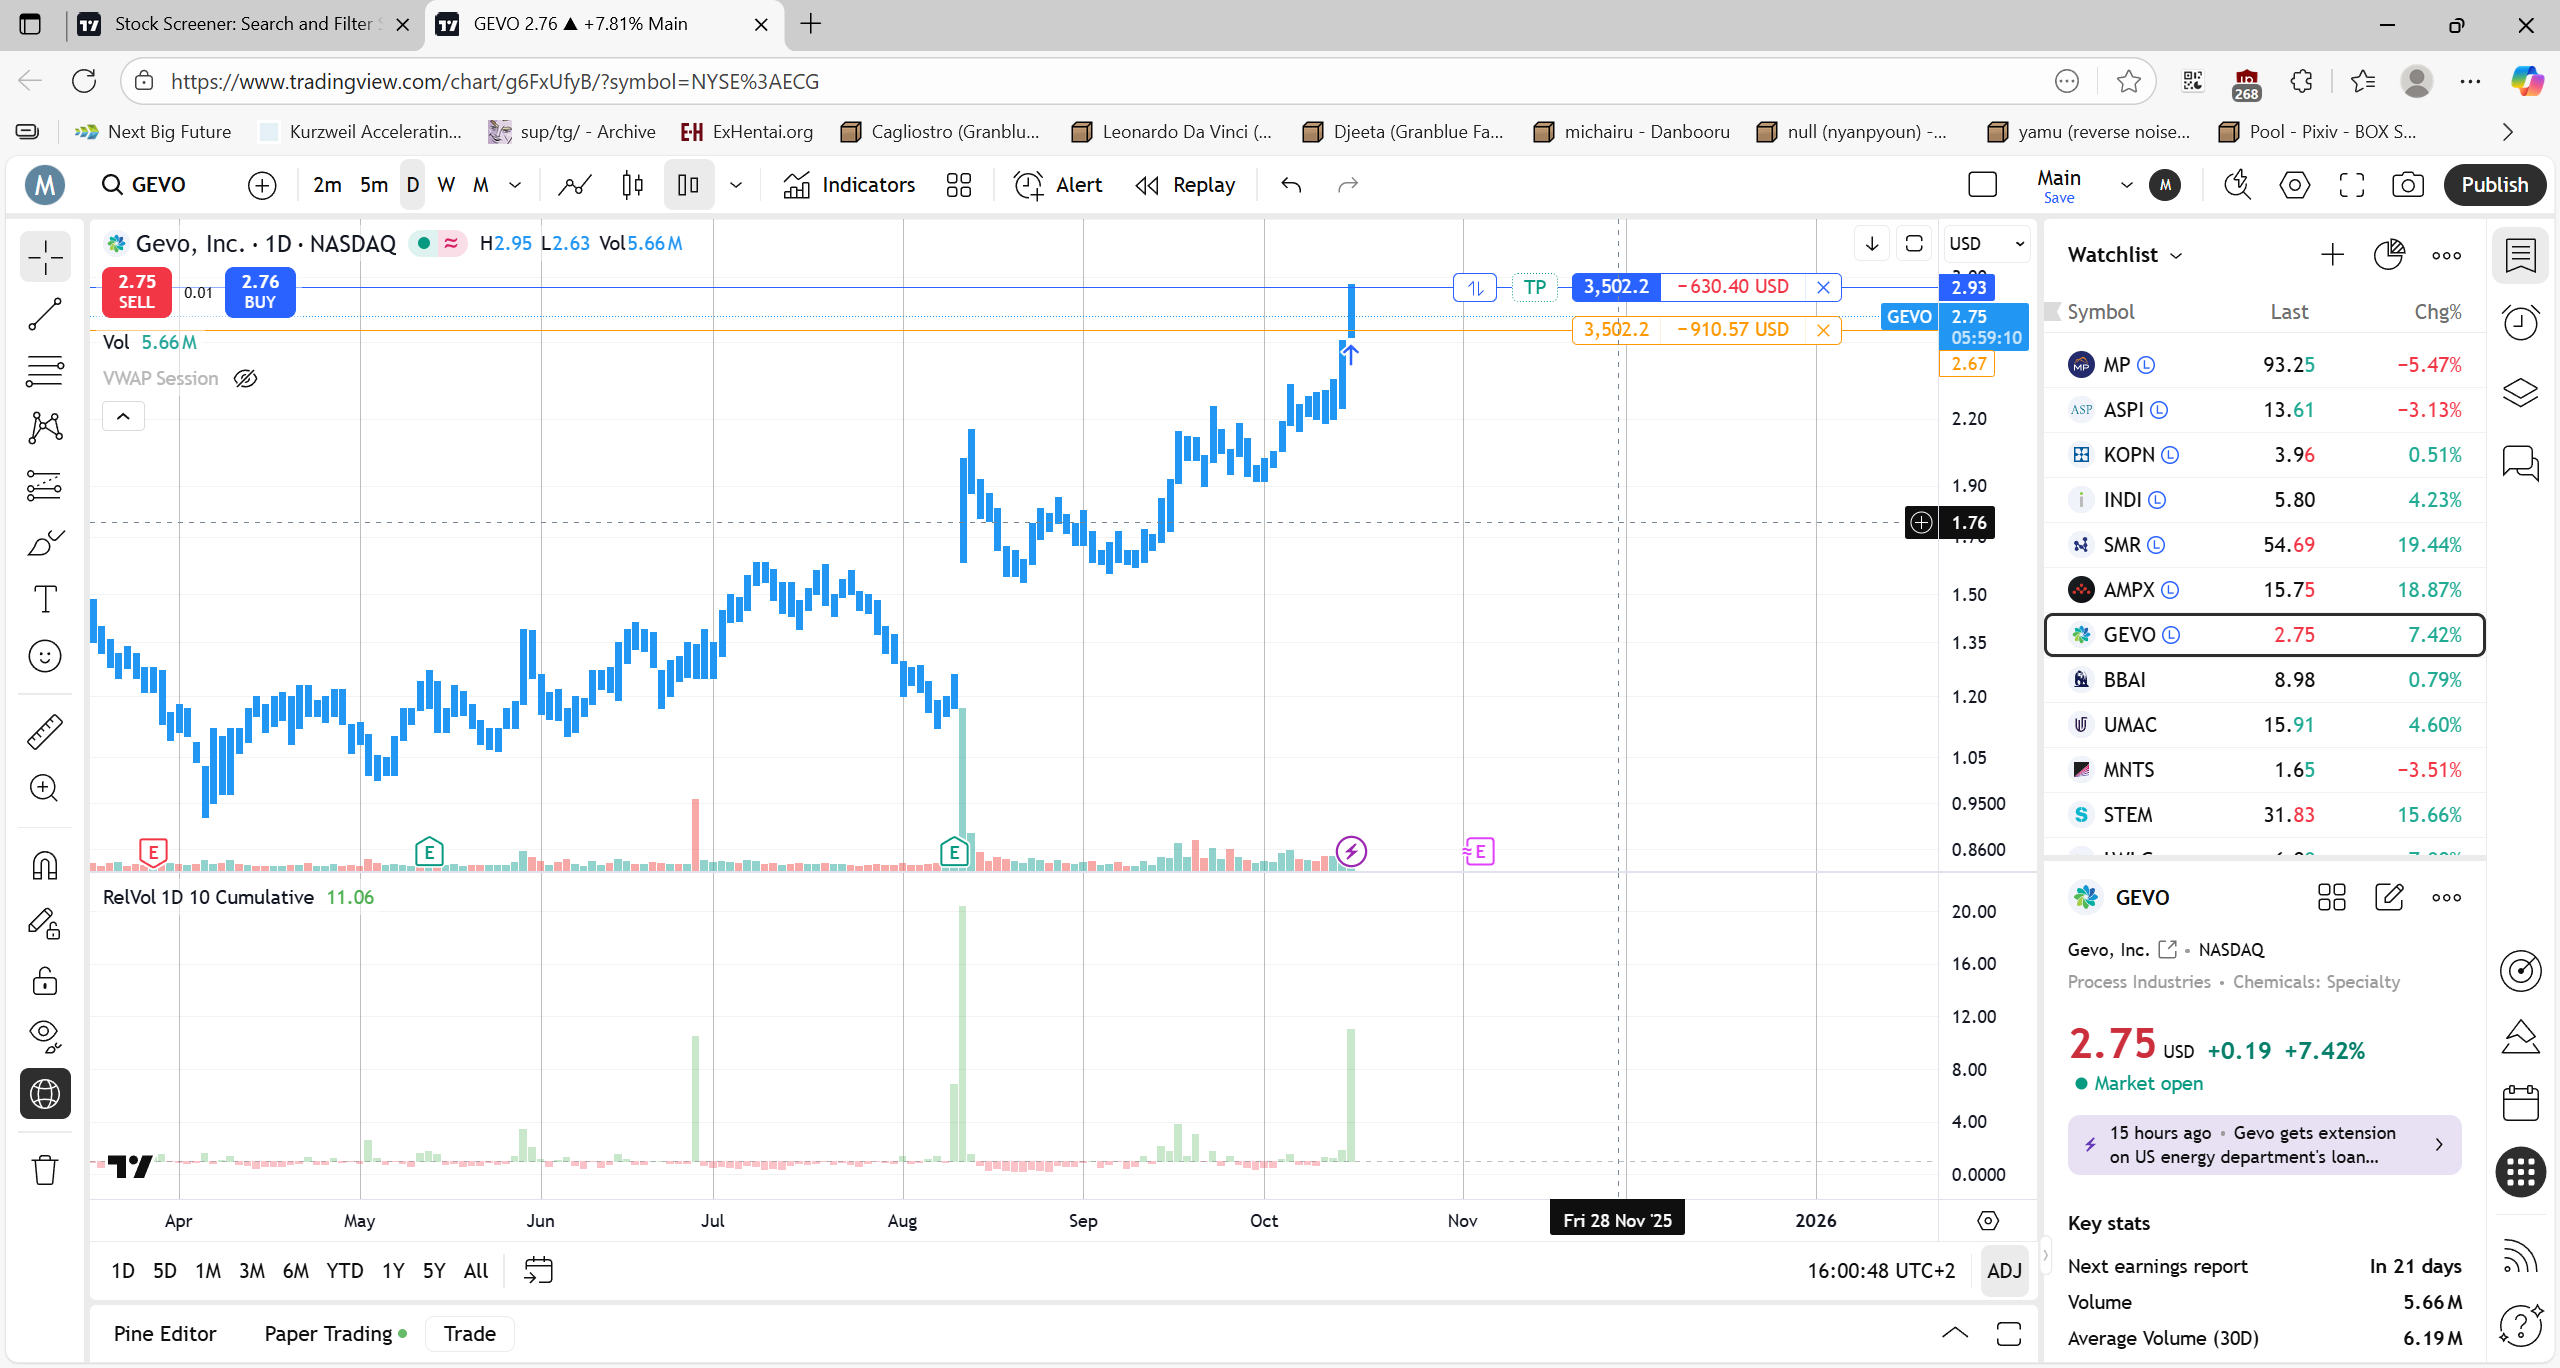 Stock Screener: Search and Filter S
GEVO 2.76 ▲ +7.81% Main
https://www.tradingview.com/chart/g6FxUfyB/?symbol=NYSE%3AECG
268
Next Big Future
Kurzweil Acceleratin...
sup/tg/ - Archive
EH ExHentai.org
Cagliostro (Granblu...
Leonardo Da Vinci (...
Djeeta (Granblue Fa...
michairu - Danbooru
null (nyanpyoun) -...
yamu (reverse noise...
Pool - Pixiv - BOX S...
M
GEVO
2m 5m D W M
Indicators
Alert
Replay
Main
Save
M
Publish
Gevo, Inc. · 1D · NASDAQ
H2.95 L2.63 Vol5.66 M
2.75
SELL
0.01
2.76
BUY
Vol 5.66 M
VWAP Session
TP
3,502.2 −630.40 USD
3,502.2 −910.57 USD
USD
2.93
GEVO 2.75
05:59:10
2.67
2.20
1.90
1.76
1.50
1.35
1.20
1.05
0.9500
0.8600
E
E
E
E
RelVol 1D 10 Cumulative 11.06
20.00
16.00
12.00
8.00
4.00
0.0000
Apr May Jun Jul Aug Sep Oct Nov Fri 28 Nov '25 2026
1D 5D 1M 3M 6M YTD 1Y 5Y All
16:00:48 UTC+2
ADJ
Pine Editor
Paper Trading
Trade
Watchlist
Symbol Last Chg%
MP L 93.25 −5.47%
ASPI L 13.61 −3.13%
KOPN L 3.96 0.51%
INDI L 5.80 4.23%
SMR L 54.69 19.44%
AMPX L 15.75 18.87%
GEVO L 2.75 7.42%
BBAI 8.98 0.79%
UMAC 15.91 4.60%
MNTS 1.65 −3.51%
STEM 31.83 15.66%
GEVO
Gevo, Inc. • NASDAQ
Process Industries • Chemicals: Specialty
2.75 USD +0.19 +7.42%
Market open
15 hours ago • Gevo gets extension
on US energy department's loan...
Key stats
Next earnings report In 21 days
Volume 5.66 M
Average Volume (30D) 6.19 M